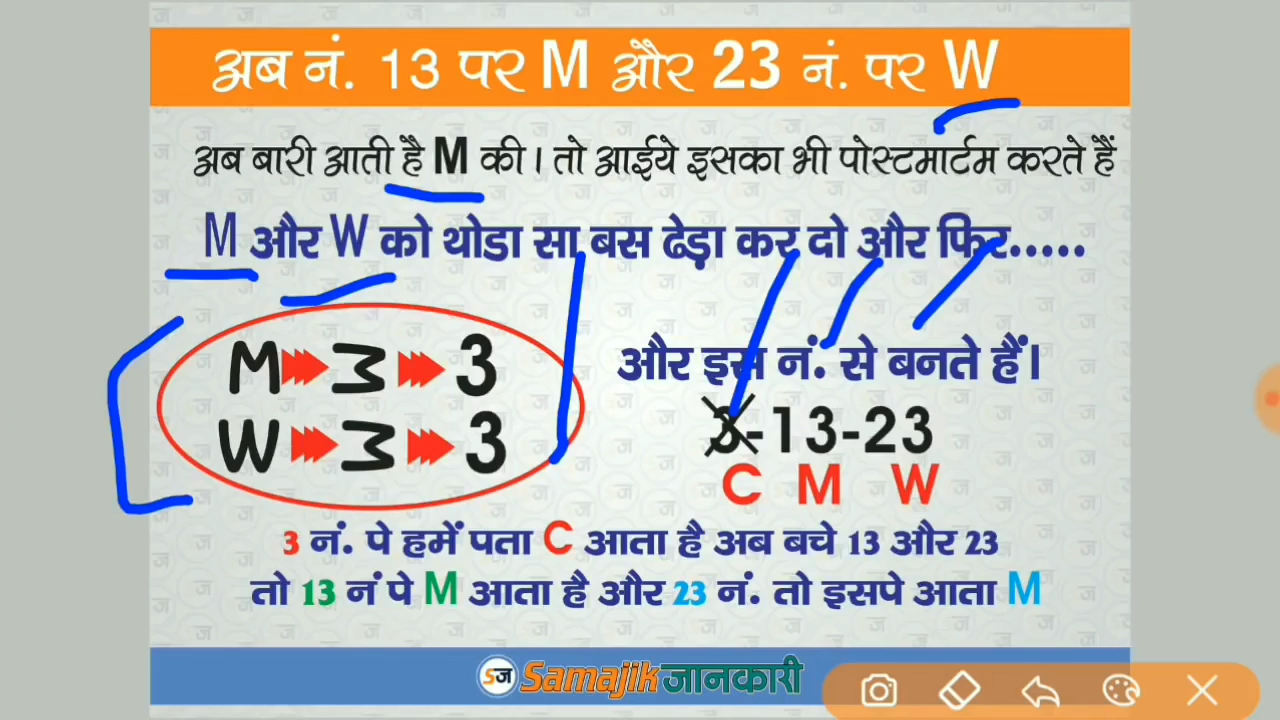 अब नं. 13 पर M और 23 नं. पर W
अब बारी आती है M की। तो आईये इसका भी पोस्टमार्टम करते हैं
M और W को थोडा सा बस ढेड़ा कर दो और फिर.....
M 3
W 3
और इस नं. से बनते हैं।
3-13-23
C M W
3 नं. पे हमें पता C आता है अब बचे 13 और 23
तो 13 नं पे M आता है और 23 नं. तो इसपे आता M
सज Samajik जानकारी